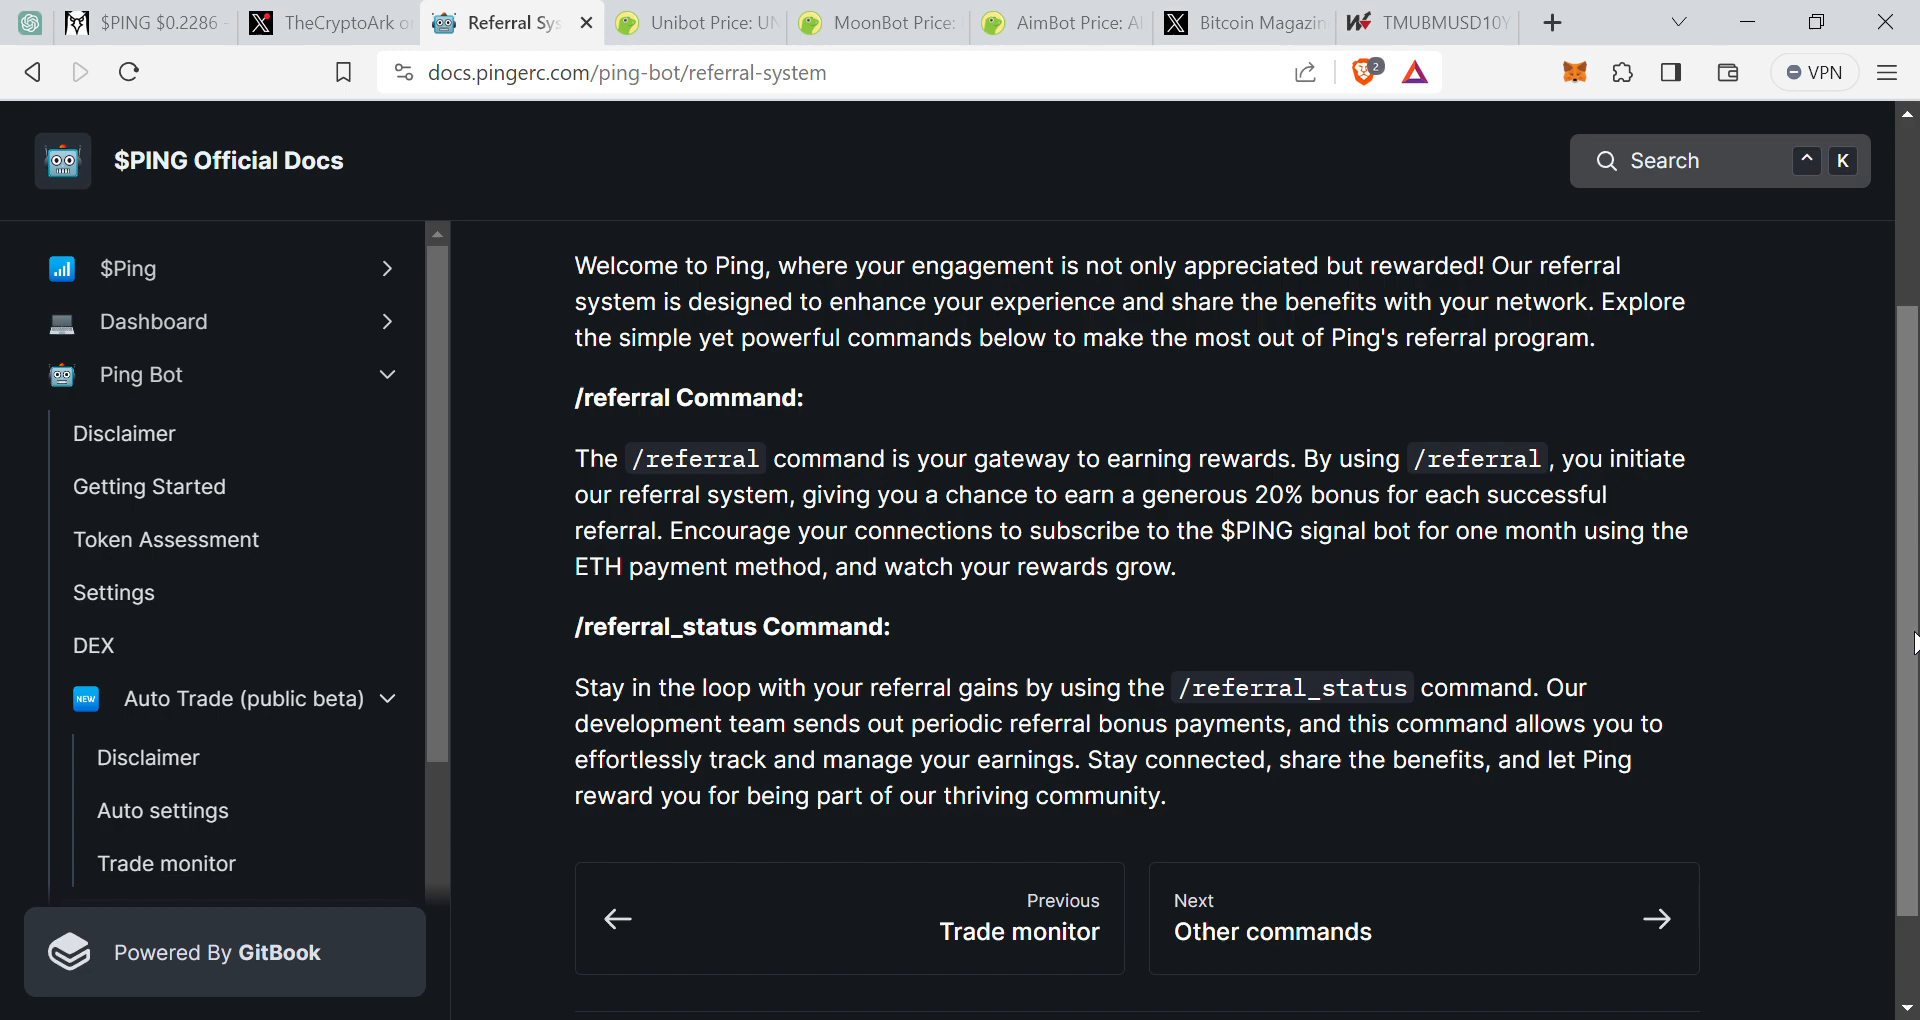 $PING $0.2286 -
TheCryptoArk o
Referral Sys
Unibot Price: UN
MoonBot Price:
AimBot Price: A
Bitcoin Magazin
TMUBMUSD10Y
docs.pingerc.com/ping-bot/referral-system
2
VPN
$PING Official Docs
Search
^ K
$Ping
Dashboard
Ping Bot
Disclaimer
Getting Started
Token Assessment
Settings
DEX
NEW Auto Trade (public beta)
Disclaimer
Auto settings
Trade monitor
Powered By GitBook
Welcome to Ping, where your engagement is not only appreciated but rewarded! Our referral
system is designed to enhance your experience and share the benefits with your network. Explore
the simple yet powerful commands below to make the most out of Ping's referral program.
/referral Command:
The /referral command is your gateway to earning rewards. By using /referral, you initiate
our referral system, giving you a chance to earn a generous 20% bonus for each successful
referral. Encourage your connections to subscribe to the $PING signal bot for one month using the
ETH payment method, and watch your rewards grow.
/referral_status Command:
Stay in the loop with your referral gains by using the /referral_status command. Our
development team sends out periodic referral bonus payments, and this command allows you to
effortlessly track and manage your earnings. Stay connected, share the benefits, and let Ping
reward you for being part of our thriving community.
Previous
Trade monitor
Next
Other commands